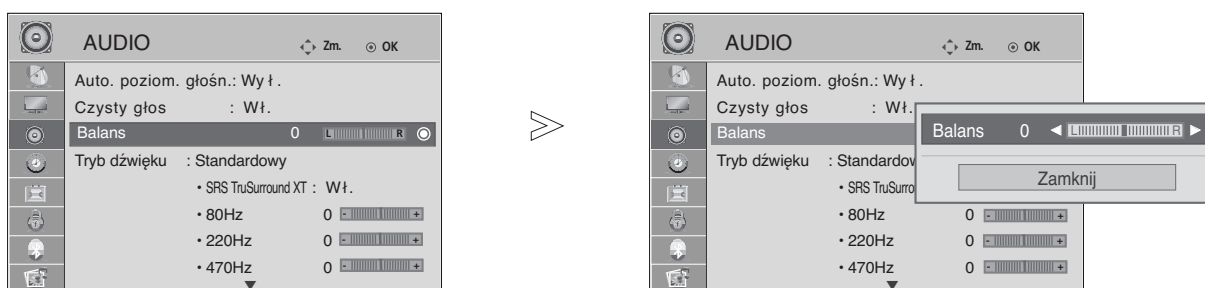 AUDIO Zm. OK
Auto. poziom. głośn.: Wył.
Czysty głos : Wł.
Balans 0 L R
Tryb dźwięku : Standardowy
• SRS TruSurround XT : Wł.
• 80Hz 0 - +
• 220Hz 0 - +
• 470Hz 0 - +
AUDIO Zm. OK
Auto. poziom. głośn.: Wył.
Czysty głos : Wł.
Balans
Balans 0 L R
Tryb dźwięku : Standardow
Zamknij
• SRS TruSurro
• 80Hz 0 - +
• 220Hz 0 - +
• 470Hz 0 - +